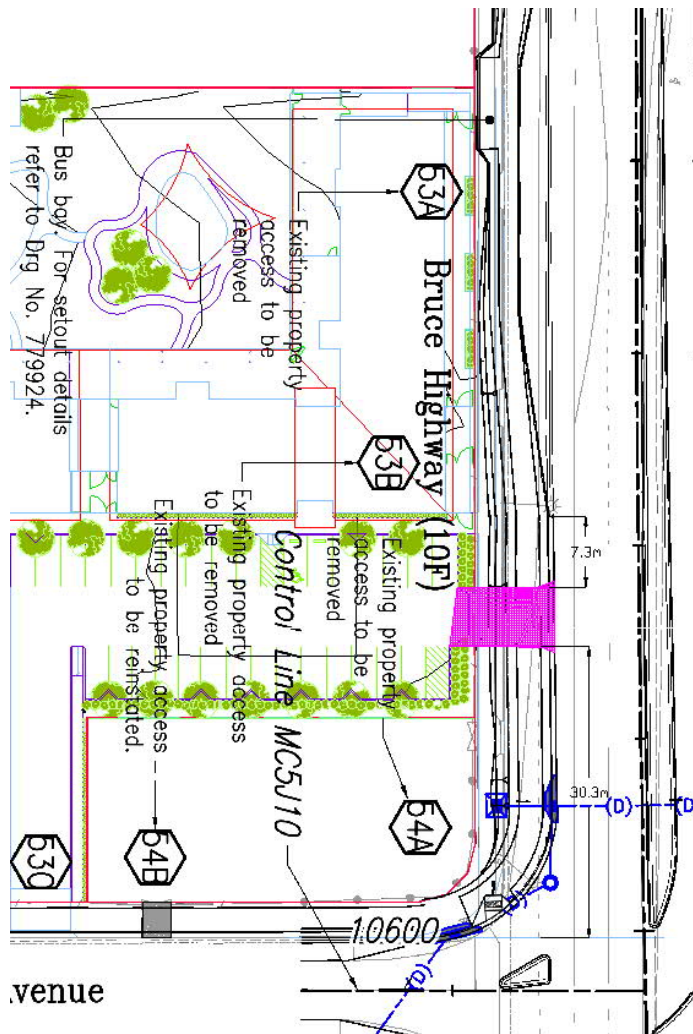 53A
Bruce Highway (10F)
Existing property
access to be
removed
Bus bay. For setout details
refer to Drg No. 779924.
53B
Existing property access
to be removed
Existing property
access to be
removed
Existing property access
to be reinstated.
Control Line MC5J10
7.3m
30.3m
(D)
(D
(D)
(D)
54A
54B
530
10600
venue